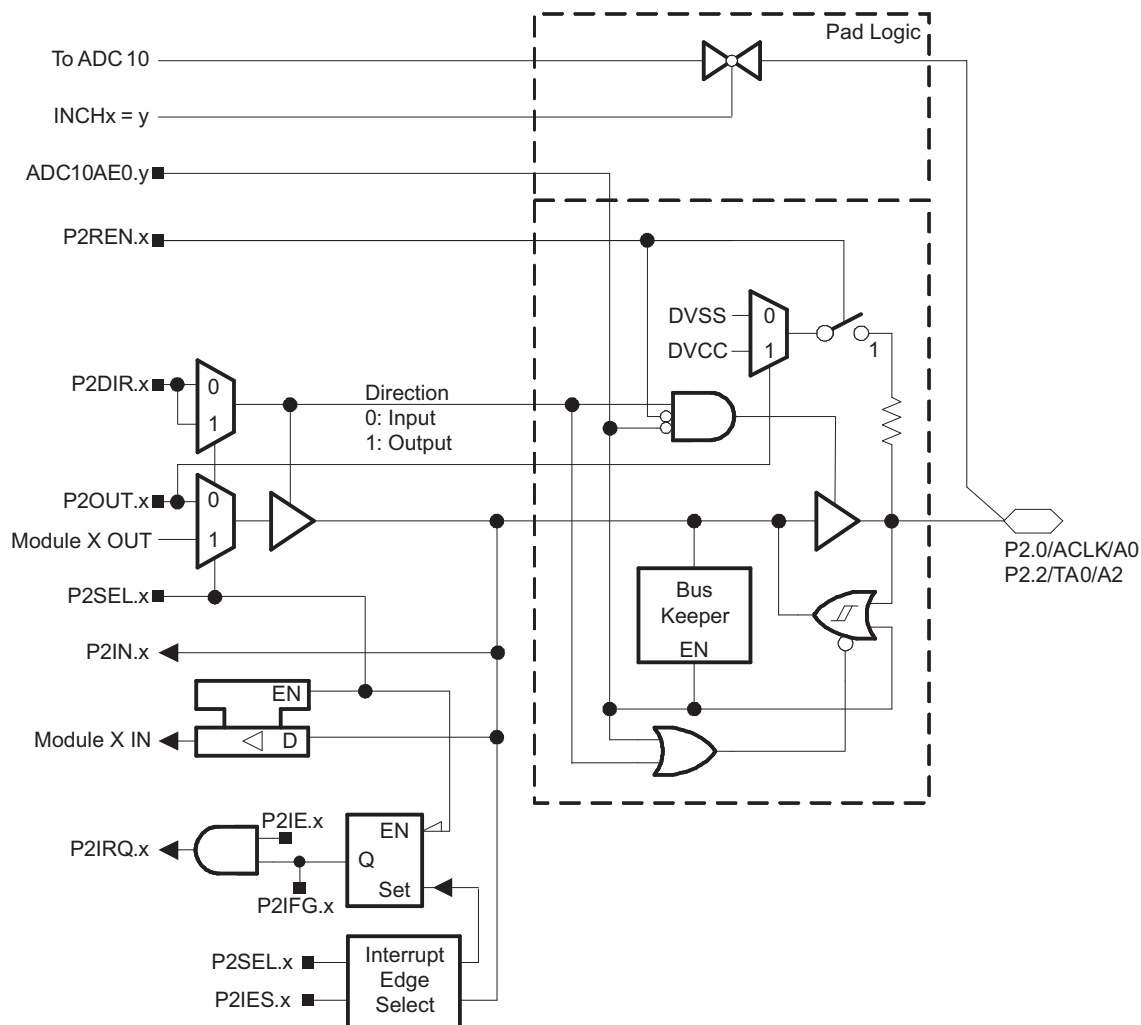 Pad Logic
To ADC 10
INCHx = y
ADC10AE0.y
P2REN.x
DVSS
0
DVCC
1
1
P2DIR.x
0
1
Direction
0: Input
1: Output
P2OUT.x
0
Module X OUT
1
P2SEL.x
P2.0/ACLK/A0
P2.2/TA0/A2
Bus
Keeper
EN
P2IN.x
EN
Module X IN
D
P2IE.x
EN
P2IRQ.x
Q
P2IFG.x
Set
P2SEL.x
P2IES.x
Interrupt
Edge
Select